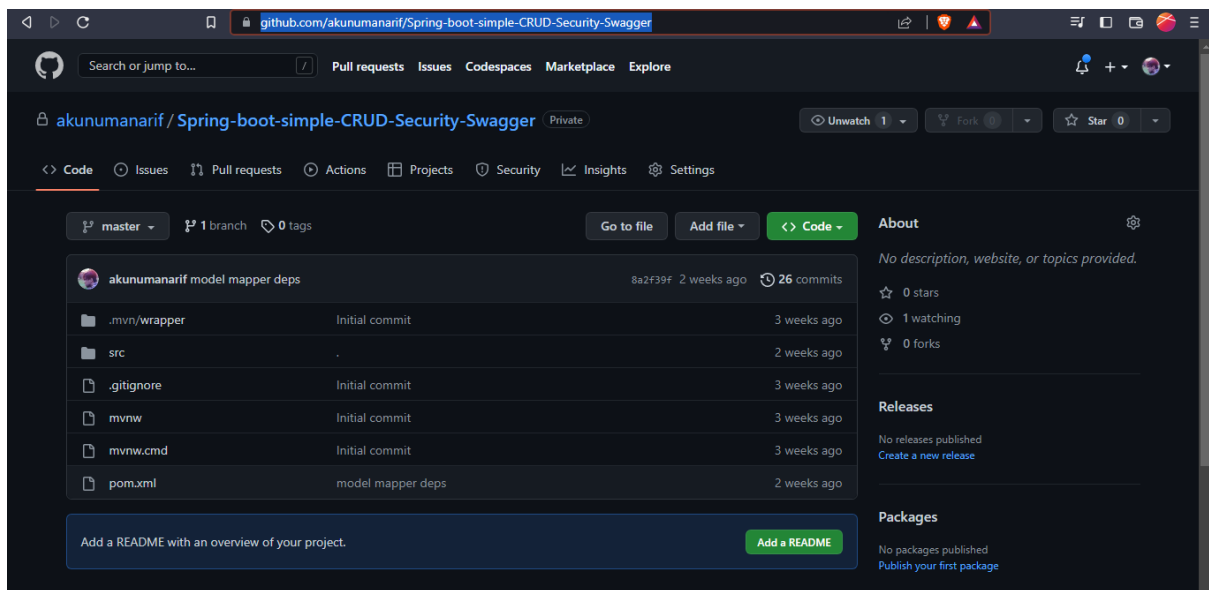 github.com/akunumanarif/Spring-boot-simple-CRUD-Security-Swagger
Search or jump to... / Pull requests Issues Codespaces Marketplace Explore
akunumanarif / Spring-boot-simple-CRUD-Security-Swagger Private
Unwatch 1 Fork 0 Star 0
<> Code Issues Pull requests Actions Projects Security Insights Settings
master 1 branch 0 tags Go to file Add file <> Code
akunumanarif model mapper deps 8a2f39f 2 weeks ago 26 commits
.mvn/wrapper Initial commit 3 weeks ago
src . 2 weeks ago
.gitignore Initial commit 3 weeks ago
mvnw Initial commit 3 weeks ago
mvnw.cmd Initial commit 3 weeks ago
pom.xml model mapper deps 2 weeks ago
Add a README with an overview of your project. Add a README
About
No description, website, or topics provided.
0 stars
1 watching
0 forks
Releases
No releases published
Create a new release
Packages
No packages published
Publish your first package